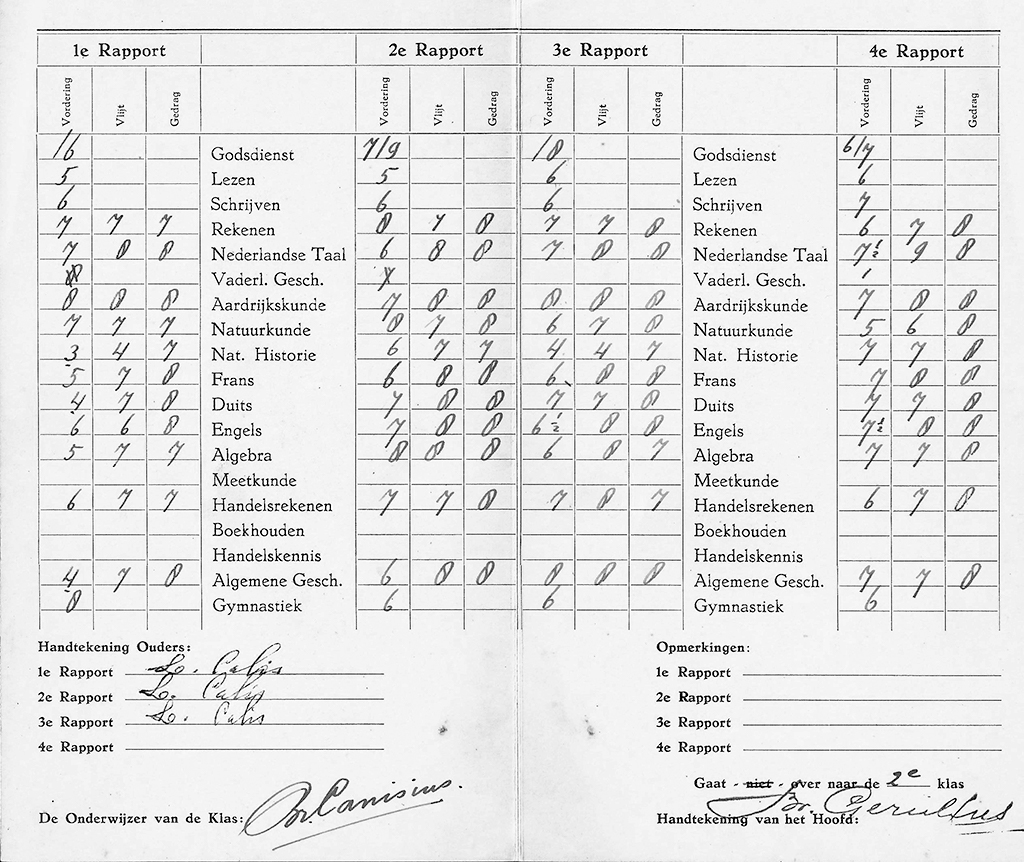 1e Rapport 2e Rapport 3e Rapport 4e Rapport
Vordering Vlijt Gedrag Vordering Vlijt Gedrag Vordering Vlijt Gedrag Vordering Vlijt Gedrag
/6 Godsdienst 7/9 /8 Godsdienst 6/7
5 Lezen 5 6 Lezen 6
6 Schrijven 6 6 Schrijven 7
7 7 7 Rekenen 8 7 8 7 7 8 Rekenen 6 7 8
7 8 8 Nederlandse Taal 6 8 8 7 8 8 Nederlandse Taal 7½ 9 8
Vaderl. Gesch. Vaderl. Gesch.
8 8 8 Aardrijkskunde 7 8 8 8 8 8 Aardrijkskunde 7 8 8
7 7 7 Natuurkunde 8 7 8 6 7 8 Natuurkunde 5 6 8
3 4 7 Nat. Historie 6 7 7 4 4 7 Nat. Historie 7 7 8
5 7 8 Frans 6 8 8 6 8 8 Frans 7 8 8
4 7 8 Duits 7 8 8 7 7 8 Duits 7 7 8
6 6 8 Engels 7 8 8 6½ 8 8 Engels 7½ 8 8
5 7 7 Algebra 8 8 8 6 8 7 Algebra 7 7 8
Meetkunde Meetkunde
6 7 7 Handelsrekenen 7 7 8 7 8 7 Handelsrekenen 6 7 8
Boekhouden Boekhouden
Handelskennis Handelskennis
4 7 8 Algemene Gesch. 6 8 8 8 8 8 Algemene Gesch. 7 7 8
8 Gymnastiek 6 6 Gymnastiek 6
Handtekening Ouders:
1e Rapport L. Calis
2e Rapport L. Calis
3e Rapport L. Calis
4e Rapport
De Onderwijzer van de Klas: Br. Canisius.
Opmerkingen:
1e Rapport
2e Rapport
3e Rapport
4e Rapport
Gaat - niet - over naar de 2e klas
Handtekening van het Hoofd: Br.